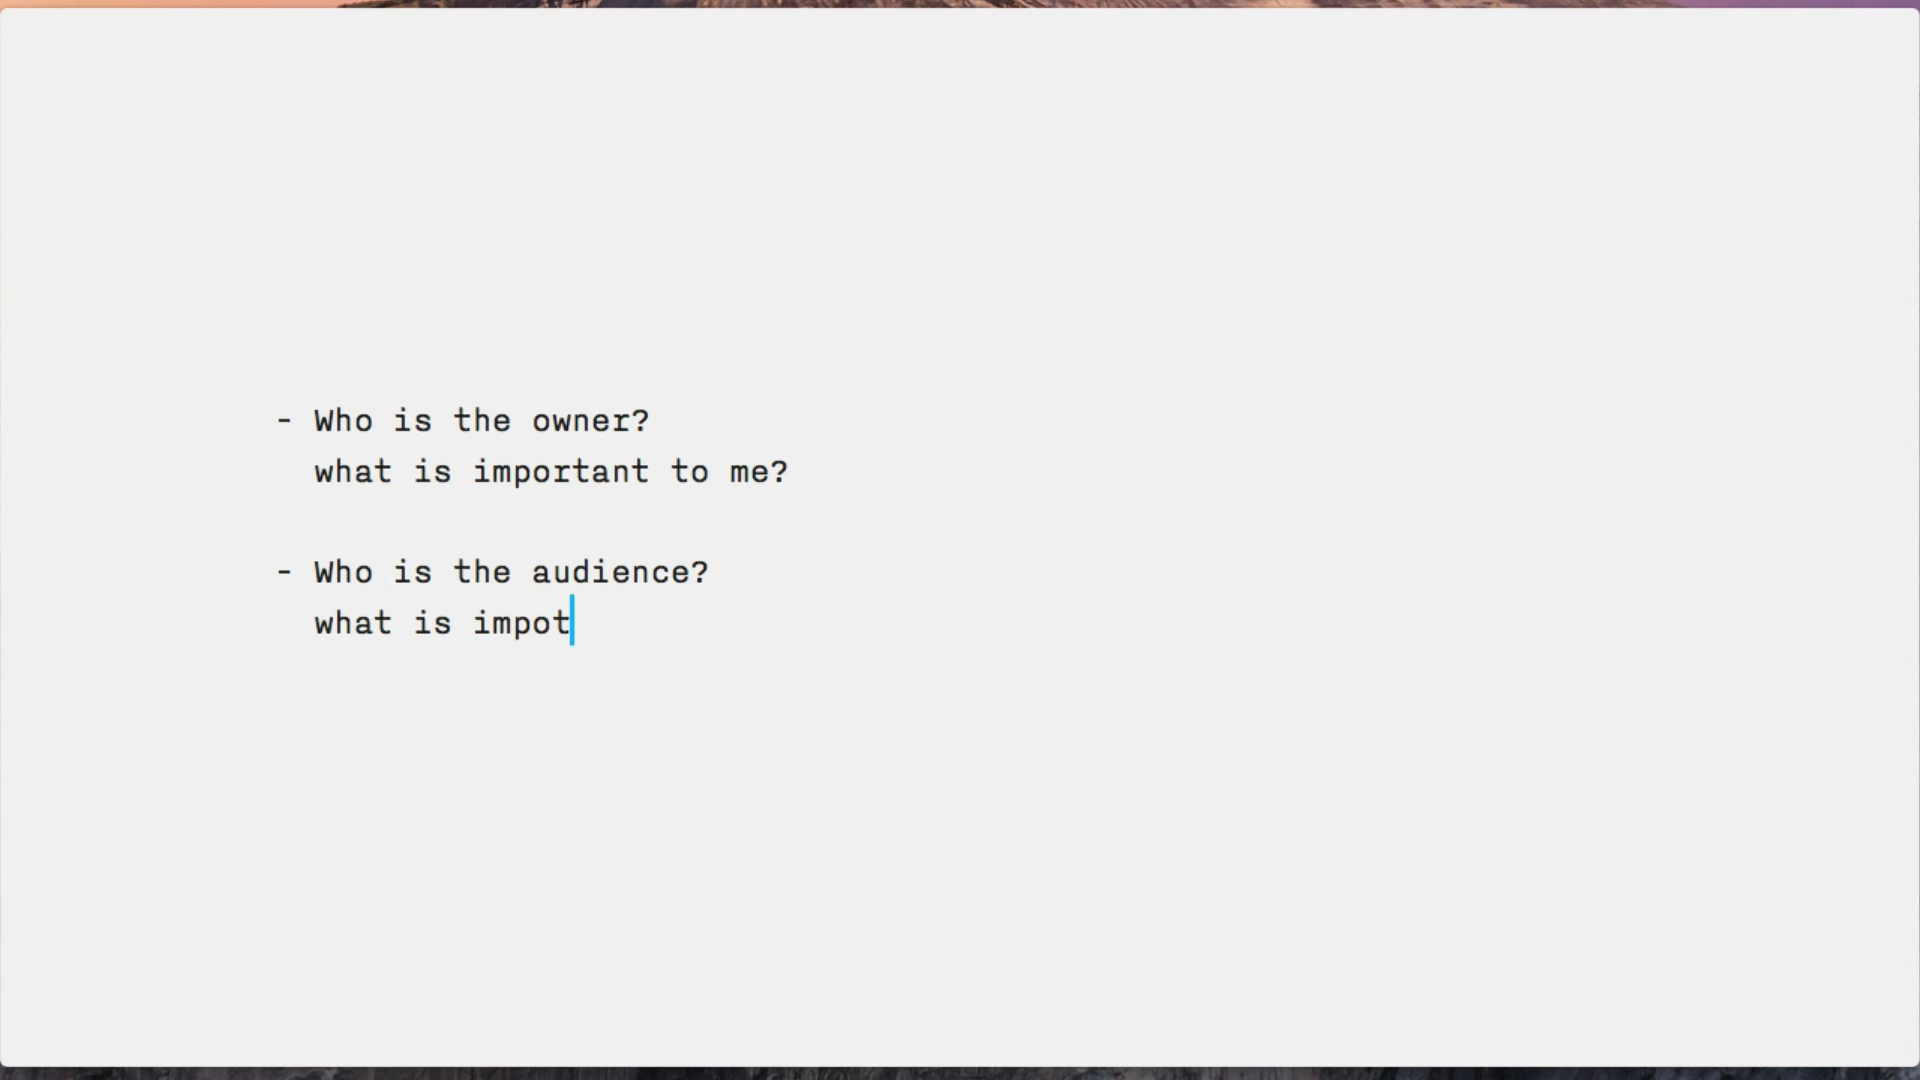 - Who is the owner?
what is important to me?
- Who is the audience?
what is impot